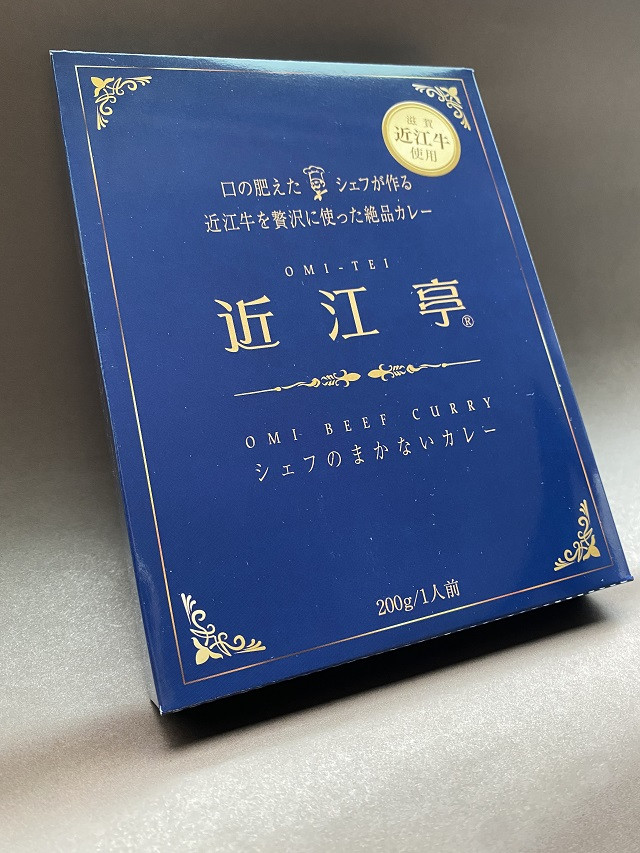 滋賀
近江牛
使用
口の肥えた シェフが作る
近江牛を贅沢に使った絶品カレー
OMI-TEI
近江亭®
OMI BEEF CURRY
シェフのまかないカレー
200g/1人前